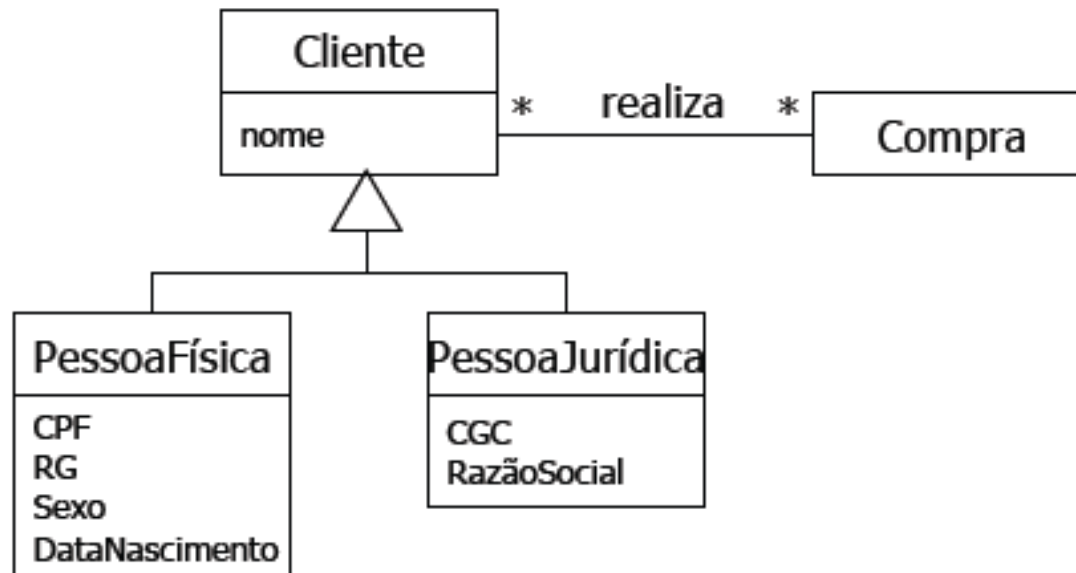 Cliente
nome
* realiza *
Compra
PessoaFísica
CPF
RG
Sexo
DataNascimento
PessoaJurídica
CGC
RazãoSocial